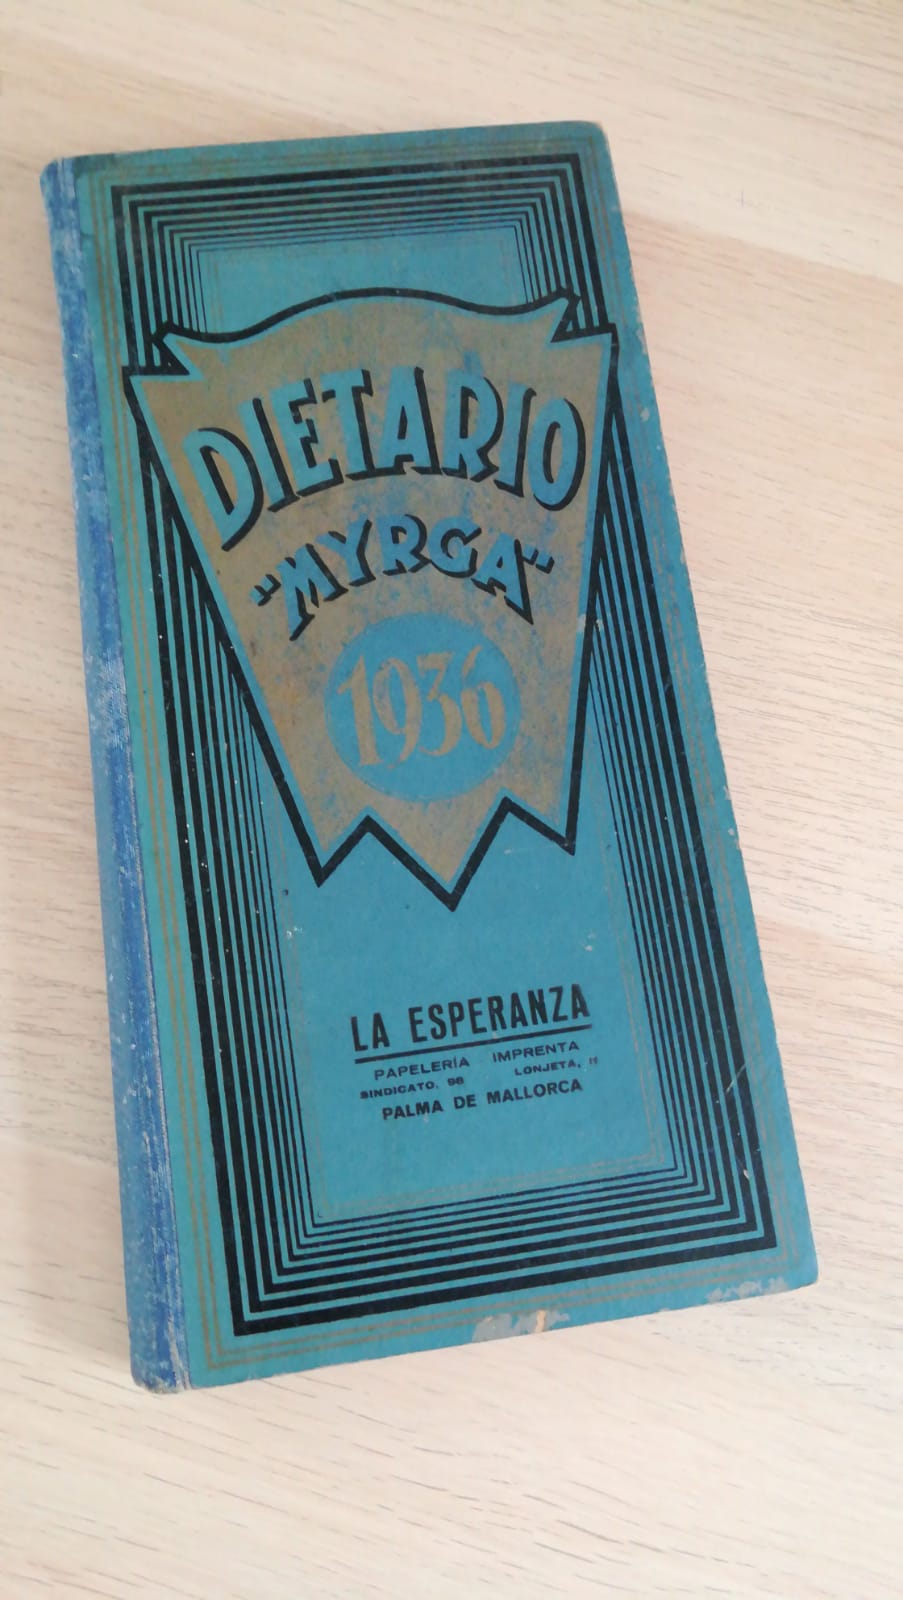 DIETARIO
"MYRGA"
1936
LA ESPERANZA
PAPELERÍA IMPRENTA
SINDICATO, 98 LONJETA, 11
PALMA DE MALLORCA